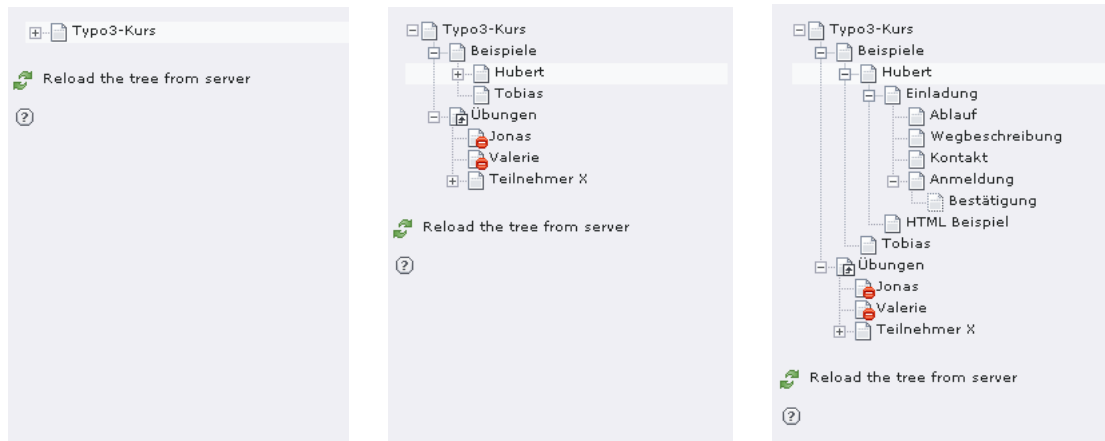 Typo3-Kurs
Reload the tree from server
?
Typo3-Kurs
Beispiele
Hubert
Tobias
Übungen
Jonas
Valerie
Teilnehmer X
Reload the tree from server
?
Typo3-Kurs
Beispiele
Hubert
Einladung
Ablauf
Wegbeschreibung
Kontakt
Anmeldung
Bestätigung
HTML Beispiel
Tobias
Übungen
Jonas
Valerie
Teilnehmer X
Reload the tree from server
?